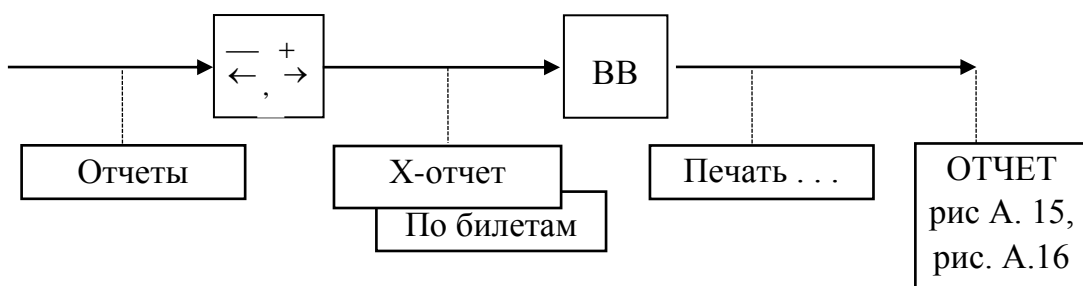 — +
← , →
ВВ
Отчеты
Х-отчет
По билетам
Печать . . .
ОТЧЕТ
рис А. 15,
рис. А.16